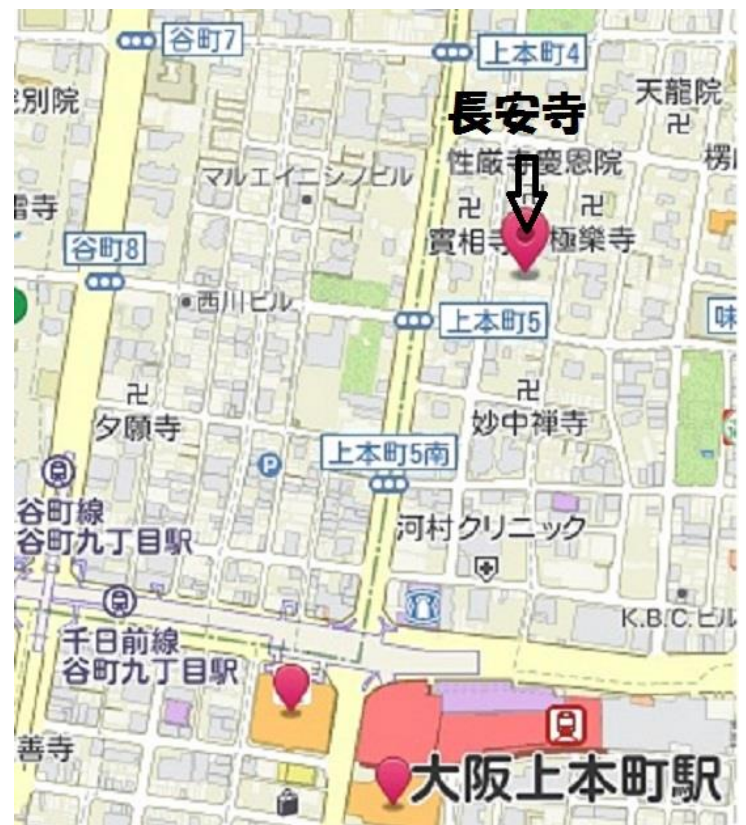 谷町7
上本町4
天龍院
別院
長安寺
性厳寺
慶恩院
マルエイニシノビル
寺
谷町8
實相寺
極樂寺
西川ビル
上本町5
味
夕願寺
妙中禅寺
上本町5南
P
谷町線
谷町九丁目駅
河村クリニック
K.B.C.ビル
千日前線
谷町九丁目駅
善寺
大阪上本町駅